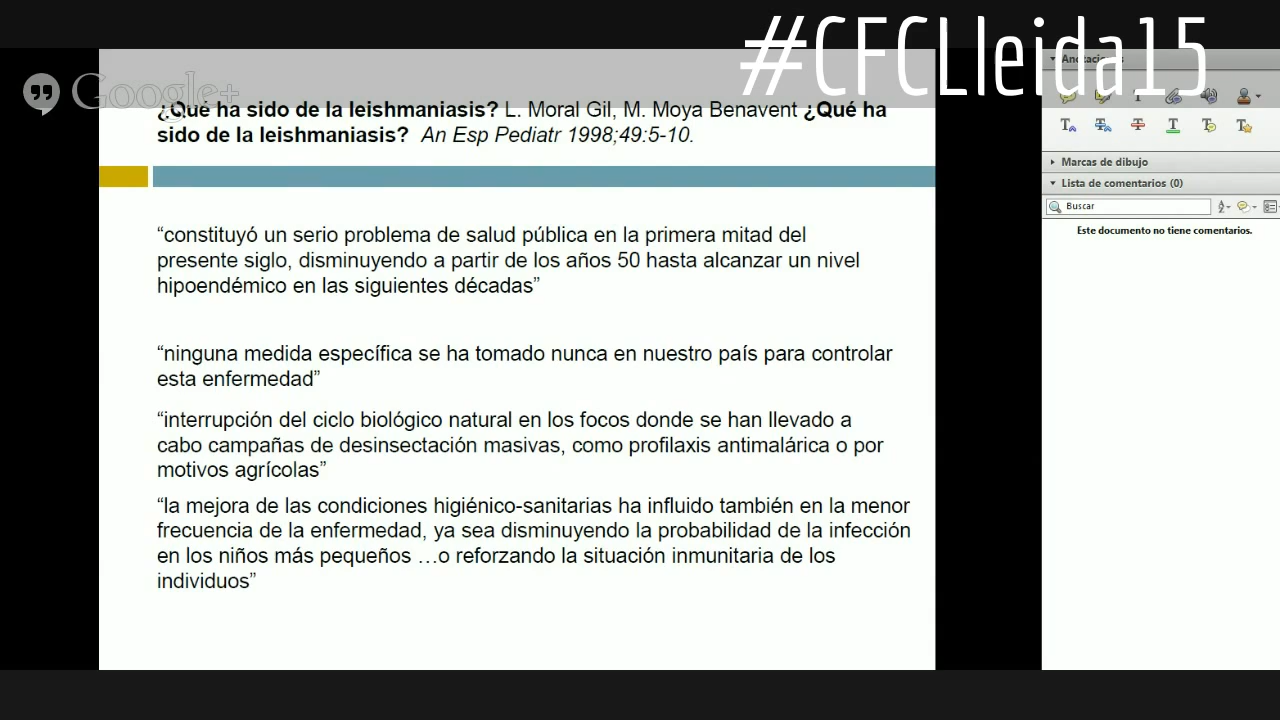 #CFCLleida15
Google+
Anotaciones
¿Qué ha sido de la leishmaniasis? L. Moral Gil, M. Moya Benavent ¿Qué ha
sido de la leishmaniasis? An Esp Pediatr 1998;49:5-10.
Marcas de dibujo
Lista de comentarios (0)
Buscar
Este documento no tiene comentarios.
“constituyó un serio problema de salud pública en la primera mitad del
presente siglo, disminuyendo a partir de los años 50 hasta alcanzar un nivel
hipoendémico en las siguientes décadas”
“ninguna medida específica se ha tomado nunca en nuestro país para controlar
esta enfermedad”
“interrupción del ciclo biológico natural en los focos donde se han llevado a
cabo campañas de desinsectación masivas, como profilaxis antimalárica o por
motivos agrícolas”
“la mejora de las condiciones higiénico-sanitarias ha influido también en la menor
frecuencia de la enfermedad, ya sea disminuyendo la probabilidad de la infección
en los niños más pequeños …o reforzando la situación inmunitaria de los
individuos”